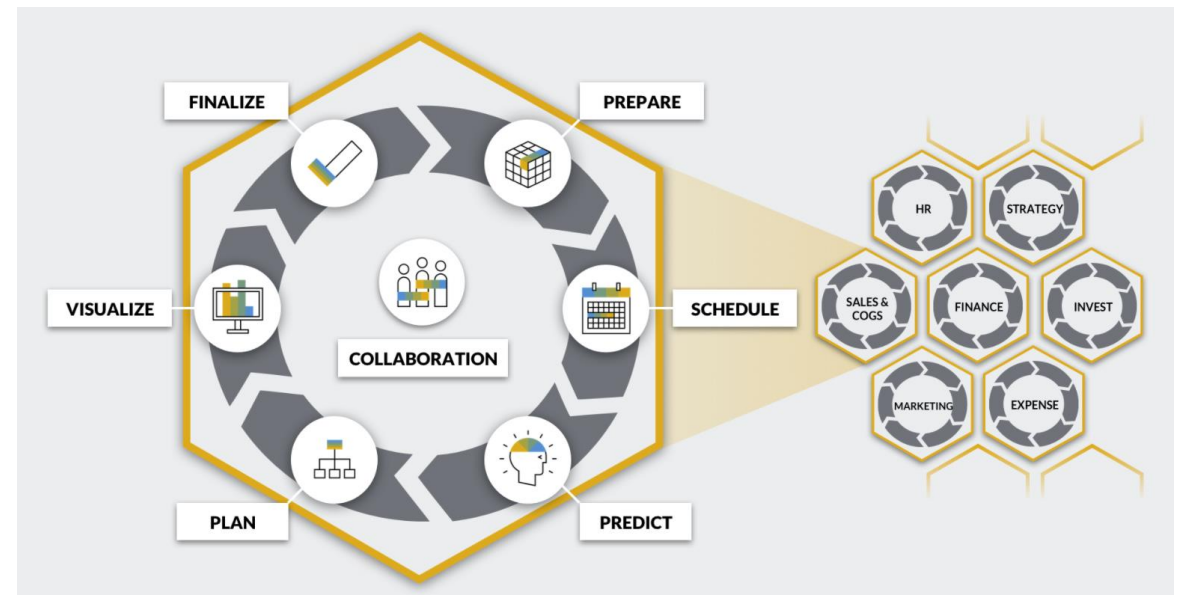 FINALIZE
PREPARE
VISUALIZE
COLLABORATION
SCHEDULE
PLAN
PREDICT
HR
STRATEGY
SALES &
COGS
FINANCE
INVEST
MARKETING
EXPENSE